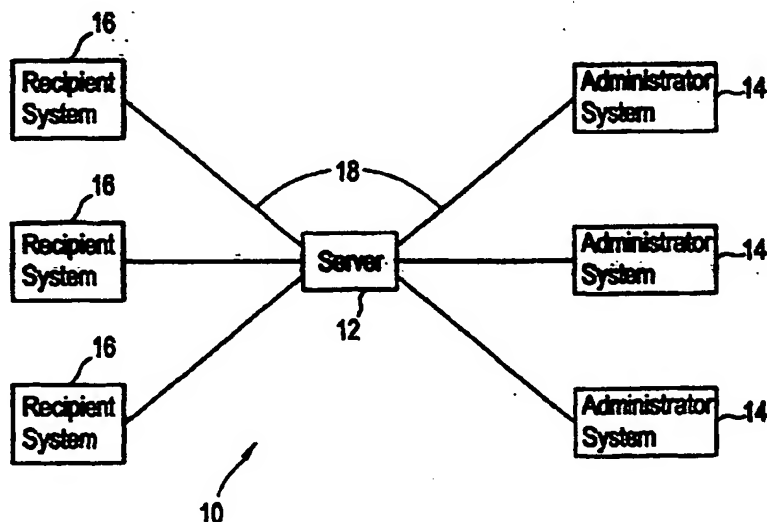 16
Recipient
System
Administrator
System
14
18
16
Recipient
System
Server
12
Administrator
System
14
16
Recipient
System
Administrator
System
14
10